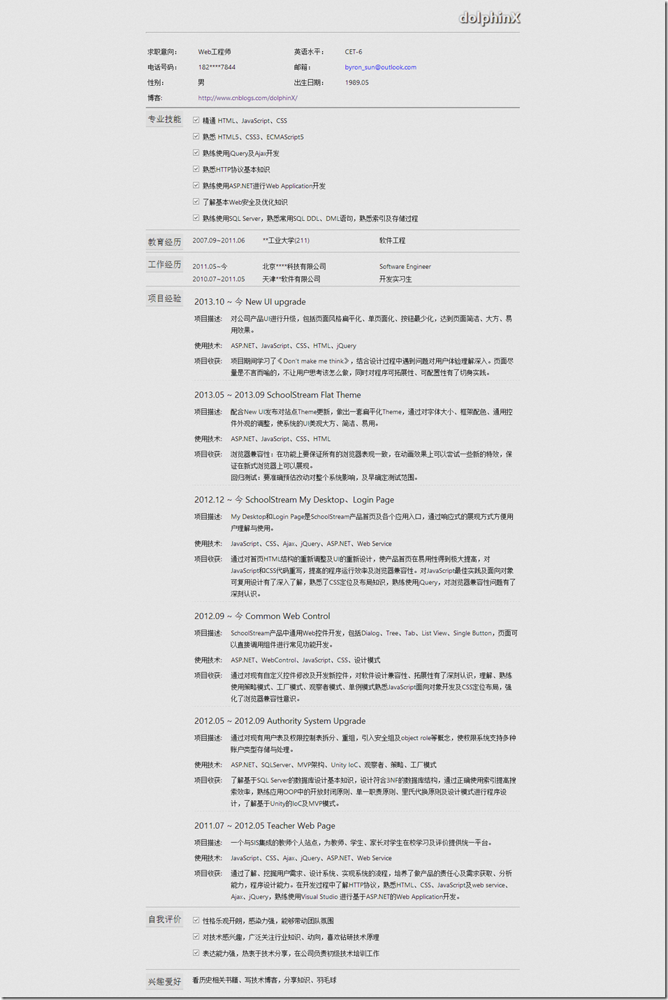 dolphinX
求职意向： Web工程师 英语水平： CET-6
电话号码： 182****7844 邮箱： byron_sun@outlook.com
性别： 男 出生日期： 1989.05
博客: http://www.cnblogs.com/dolphinX/
专业技能
精通 HTML、JavaScript、CSS
熟悉 HTML5、CSS3、ECMAScript5
熟练使用jQuery及Ajax开发
熟悉HTTP协议基本知识
熟练使用ASP.NET进行Web Application开发
了解基本Web安全及优化知识
熟练使用SQL Server，熟悉常用SQL DDL、DML语句，熟悉索引及存储过程
教育经历 2007.09~2011.06 **工业大学(211) 软件工程
工作经历 2011.05~今 北京****科技有限公司 Software Engineer
2010.07~2011.05 天津**软件有限公司 开发实习生
项目经验
2013.10 ~ 今 New UI upgrade
项目描述: 对公司产品UI进行升级，包括页面风格扁平化、单页面化、按钮最少化，达到页面简洁、大方、易
用效果。
使用技术: ASP.NET、JavaScript、CSS、HTML、jQuery
项目收获: 项目期间学习了《Don't make me think》，结合设计过程中遇到问题对用户体验理解深入。页面尽
量是不言而喻的，不让用户思考该怎么做，同时对程序可拓展性、可配置性有了切身实践。
2013.05 ~ 2013.09 SchoolStream Flat Theme
项目描述: 配合New UI发布对站点Theme更新，做出一套扁平化Theme，通过对字体大小、框架配色、通用控
件外观的调整，使系统的UI美观大方、简洁、易用。
使用技术: ASP.NET、JavaScript、CSS、HTML
项目收获: 浏览器兼容性：在功能上要保证所有的浏览器表现一致，在动画效果上可以尝试一些新的特效，保
证在新式浏览器上可以展现。
回归测试：要准确预估改动对整个系统影响，及早确定测试范围。
2012.12 ~ 今 SchoolStream My Desktop、Login Page
项目描述: My Desktop和Login Page是SchoolStream产品首页及各个应用入口，通过响应式的展现方式方便用
户理解与使用。
使用技术: JavaScript、CSS、Ajax、jQuery、ASP.NET、Web Service
项目收获: 通过对首页HTML结构的重新调整及UI的重新设计，使产品首页在易用性得到极大提高，对
JavaScript和CSS代码重写，提高的程序运行效率及浏览器兼容性。对JavaScript最佳实践及面向对象
可复用设计有了深入了解，熟悉了CSS定位及布局知识，熟练使用jQuery，对浏览器兼容性问题有了
深刻认识。
2012.09 ~ 今 Common Web Control
项目描述: SchoolStream产品中通用Web控件开发，包括Dialog、Tree、Tab、List View、Single Button，页面可
以直接调用组件进行常见功能开发。
使用技术: ASP.NET、WebControl、JavaScript、CSS、设计模式
项目收获: 通过对现有自定义控件修改及开发新控件，对软件设计兼容性、拓展性有了深刻认识，理解、熟练
使用策略模式、工厂模式、观察者模式、单例模式熟悉JavaScript面向对象开发及CSS定位布局，强
化了浏览器兼容性意识。
2012.05 ~ 2012.09 Authority System Upgrade
项目描述: 通过对现有用户表及权限控制表拆分、重组，引入安全组及object role等概念，使权限系统支持多种
账户类型存储与处理。
使用技术: ASP.NET、SQLServer、MVP架构、Unity IoC、观察者、策略、工厂模式
项目收获: 了解基于SQL Server的数据库设计基本知识，设计符合3NF的数据库结构，通过正确使用索引提高搜
索效率，熟练应用OOP中的开放封闭原则、单一职责原则、里氏代换原则及设计模式进行程序设
计，了解基于Unity的IoC及MVP模式。
2011.07 ~ 2012.05 Teacher Web Page
项目描述: 一个与SIS集成的教师个人站点，为教师、学生、家长对学生在校学习及评价提供统一平台。
使用技术: JavaScript、CSS、Ajax、jQuery、ASP.NET、Web Service
项目收获: 通过了解、挖掘用户需求、设计系统、实现系统的流程，培养了做产品的责任心及需求获取、分析
能力，程序设计能力。在开发过程中了解HTTP协议，熟悉HTML、CSS、JavaScript及web service、
Ajax、jQuery，熟练使用Visual Studio 进行基于ASP.NET的Web Application开发。
自我评价
性格乐观开朗，感染力强，能够带动团队氛围
对技术感兴趣，广泛关注行业知识、动向，喜欢钻研技术原理
表达能力强，热衷于技术分享，在公司负责初级技术培训工作
兴趣爱好 看历史相关书籍、写技术博客，分享知识、羽毛球